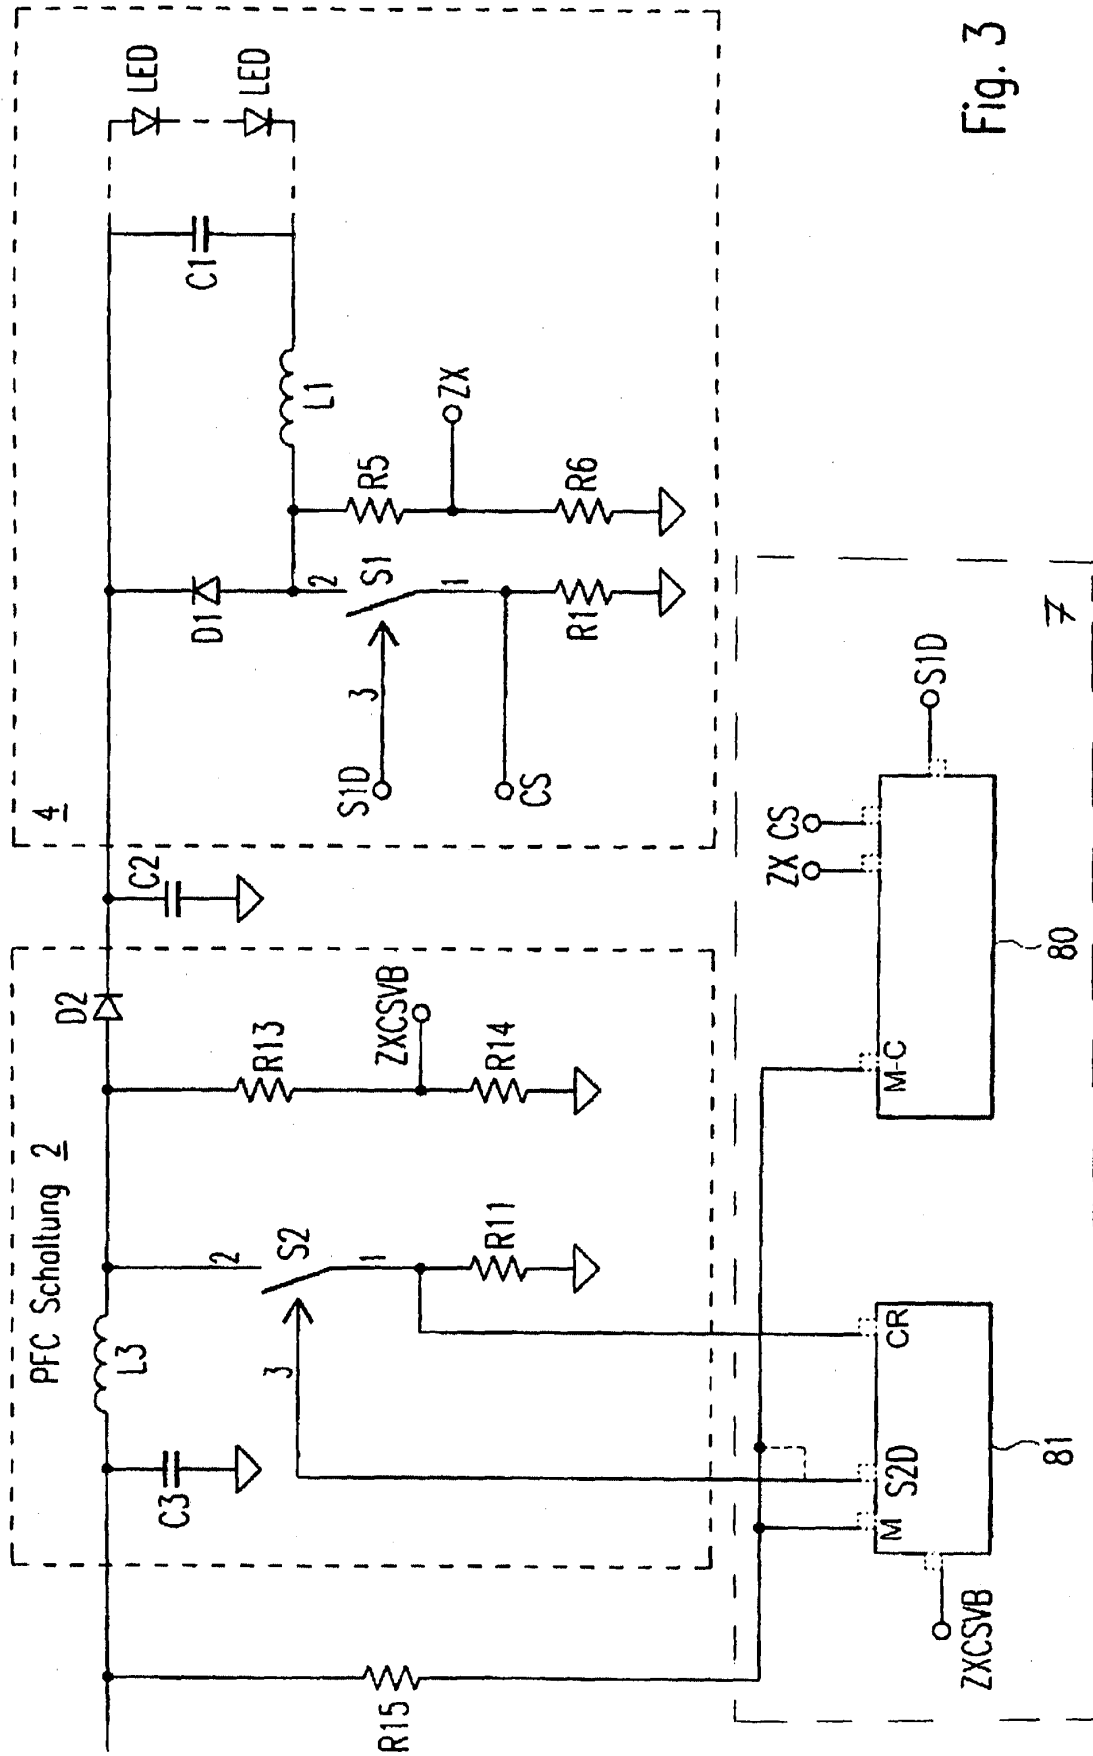 PFC Schaltung 2
4
LED
LED
C1
L1
D1
2
S1
1
3
S1D
CS
R1
R5
ZX
R6
C2
D2
R13
ZXCSVB
R14
L3
2
S2
1
3
R11
C3
R15
7
ZX
CS
S1D
M-C
80
CR
S2D
M
81
ZXCSVB
Fig. 3